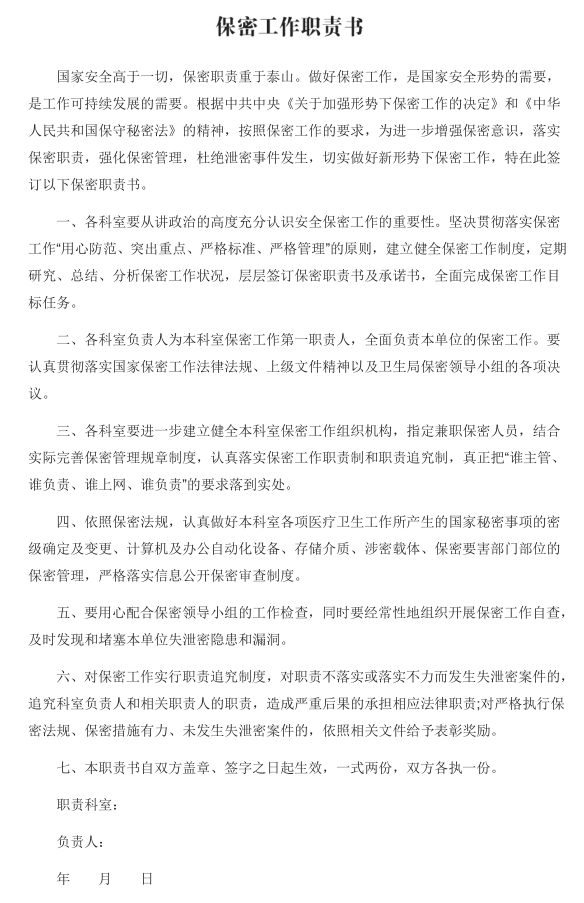 保密工作职责书
国家安全高于一切，保密职责重于泰山。做好保密工作，是国家安全形势的需要，
是工作可持续发展的需要。根据中共中央《关于加强形势下保密工作的决定》和《中华
人民共和国保守秘密法》的精神，按照保密工作的要求，为进一步增强保密意识，落实
保密职责，强化保密管理，杜绝泄密事件发生，切实做好新形势下保密工作，特在此签
订以下保密职责书。
一、各科室要从讲政治的高度充分认识安全保密工作的重要性。坚决贯彻落实保密
工作“用心防范、突出重点、严格标准、严格管理”的原则，建立健全保密工作制度，定期
研究、总结、分析保密工作状况，层层签订保密职责书及承诺书，全面完成保密工作目
标任务。
二、各科室负责人为本科室保密工作第一职责人，全面负责本单位的保密工作。要
认真贯彻落实国家保密工作法律法规、上级文件精神以及卫生局保密领导小组的各项决
议。
三、各科室要进一步建立健全本科室保密工作组织机构，指定兼职保密人员，结合
实际完善保密管理规章制度，认真落实保密工作职责制和职责追究制，真正把“谁主管、
谁负责、谁上网、谁负责”的要求落到实处。
四、依照保密法规，认真做好本科室各项医疗卫生工作所产生的国家秘密事项的密
级确定及变更、计算机及办公自动化设备、存储介质、涉密载体、保密要害部门部位的
保密管理，严格落实信息公开保密审查制度。
五、要用心配合保密领导小组的工作检查，同时要经常性地组织开展保密工作自查，
及时发现和堵塞本单位失泄密隐患和漏洞。
六、对保密工作实行职责追究制度，对职责不落实或落实不力而发生失泄密案件的，
追究科室负责人和相关职责人的职责，造成严重后果的承担相应法律职责;对严格执行保
密法规、保密措施有力、未发生失泄密案件的，依照相关文件给予表彰奖励。
七、本职责书自双方盖章、签字之日起生效，一式两份，双方各执一份。
职责科室：
负责人：
年　　月　　日